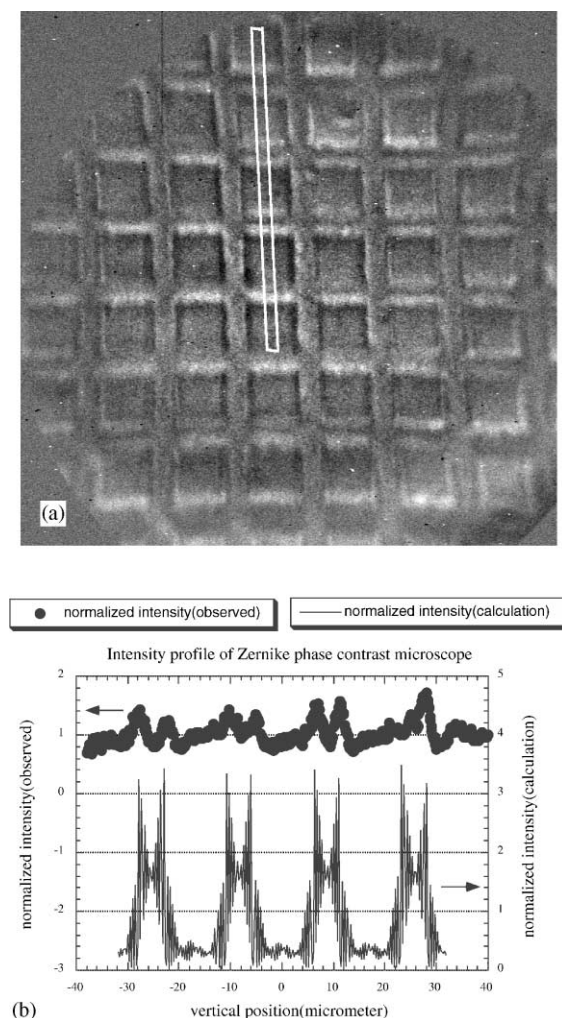 (a)
normalized intensity(observed)
normalized intensity(calculation)
Intensity profile of Zernike phase contrast microscope
normalized intensity(observed)
2
1
0
-1
-2
-3
5
4
3
2
1
0
normalized intensity(calculation)
-40 -30 -20 -10 0 10 20 30 40
vertical position(micrometer)
(b)